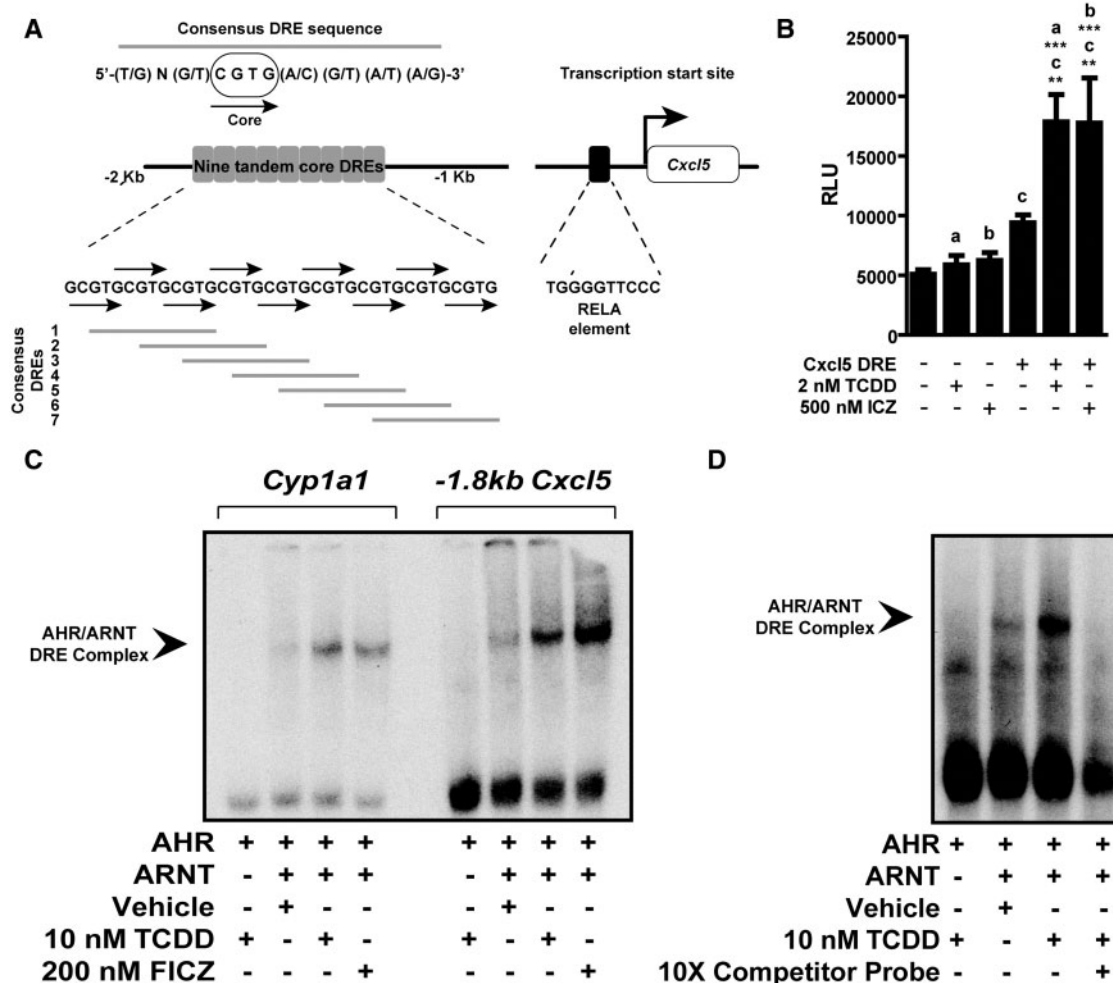 A
Consensus DRE sequence
5'-(T/G) N (G/T) C G T G (A/C) (G/T) (A/T) (A/G)-3'
Core
Transcription start site
Nine tandem core DREs
-2 Kb
-1 Kb
Cxcl5
GCGTGCGTGCGTGCGTGCGTGCGTGCGTGCGTGCGTG
TGGGGTTCCC
RELA
element
Consensus
DREs
1
2
3
4
5
6
7
B
RLU
25000
20000
15000
10000
5000
0
a
b
c
a
***
c
**
b
***
c
**
Cxcl5 DRE - - - + + +
2 nM TCDD - + - - + -
500 nM ICZ - - + - - +
C
Cyp1a1
-1.8kb Cxcl5
AHR/ARNT
DRE Complex
AHR + + + + + + + +
ARNT - + + + - + + +
Vehicle - + - - - + - -
10 nM TCDD + - + - + - + -
200 nM FICZ - - - + - - - +
D
AHR/ARNT
DRE Complex
AHR + + + +
ARNT - + + +
Vehicle - + - -
10 nM TCDD + - + +
10X Competitor Probe - - - +